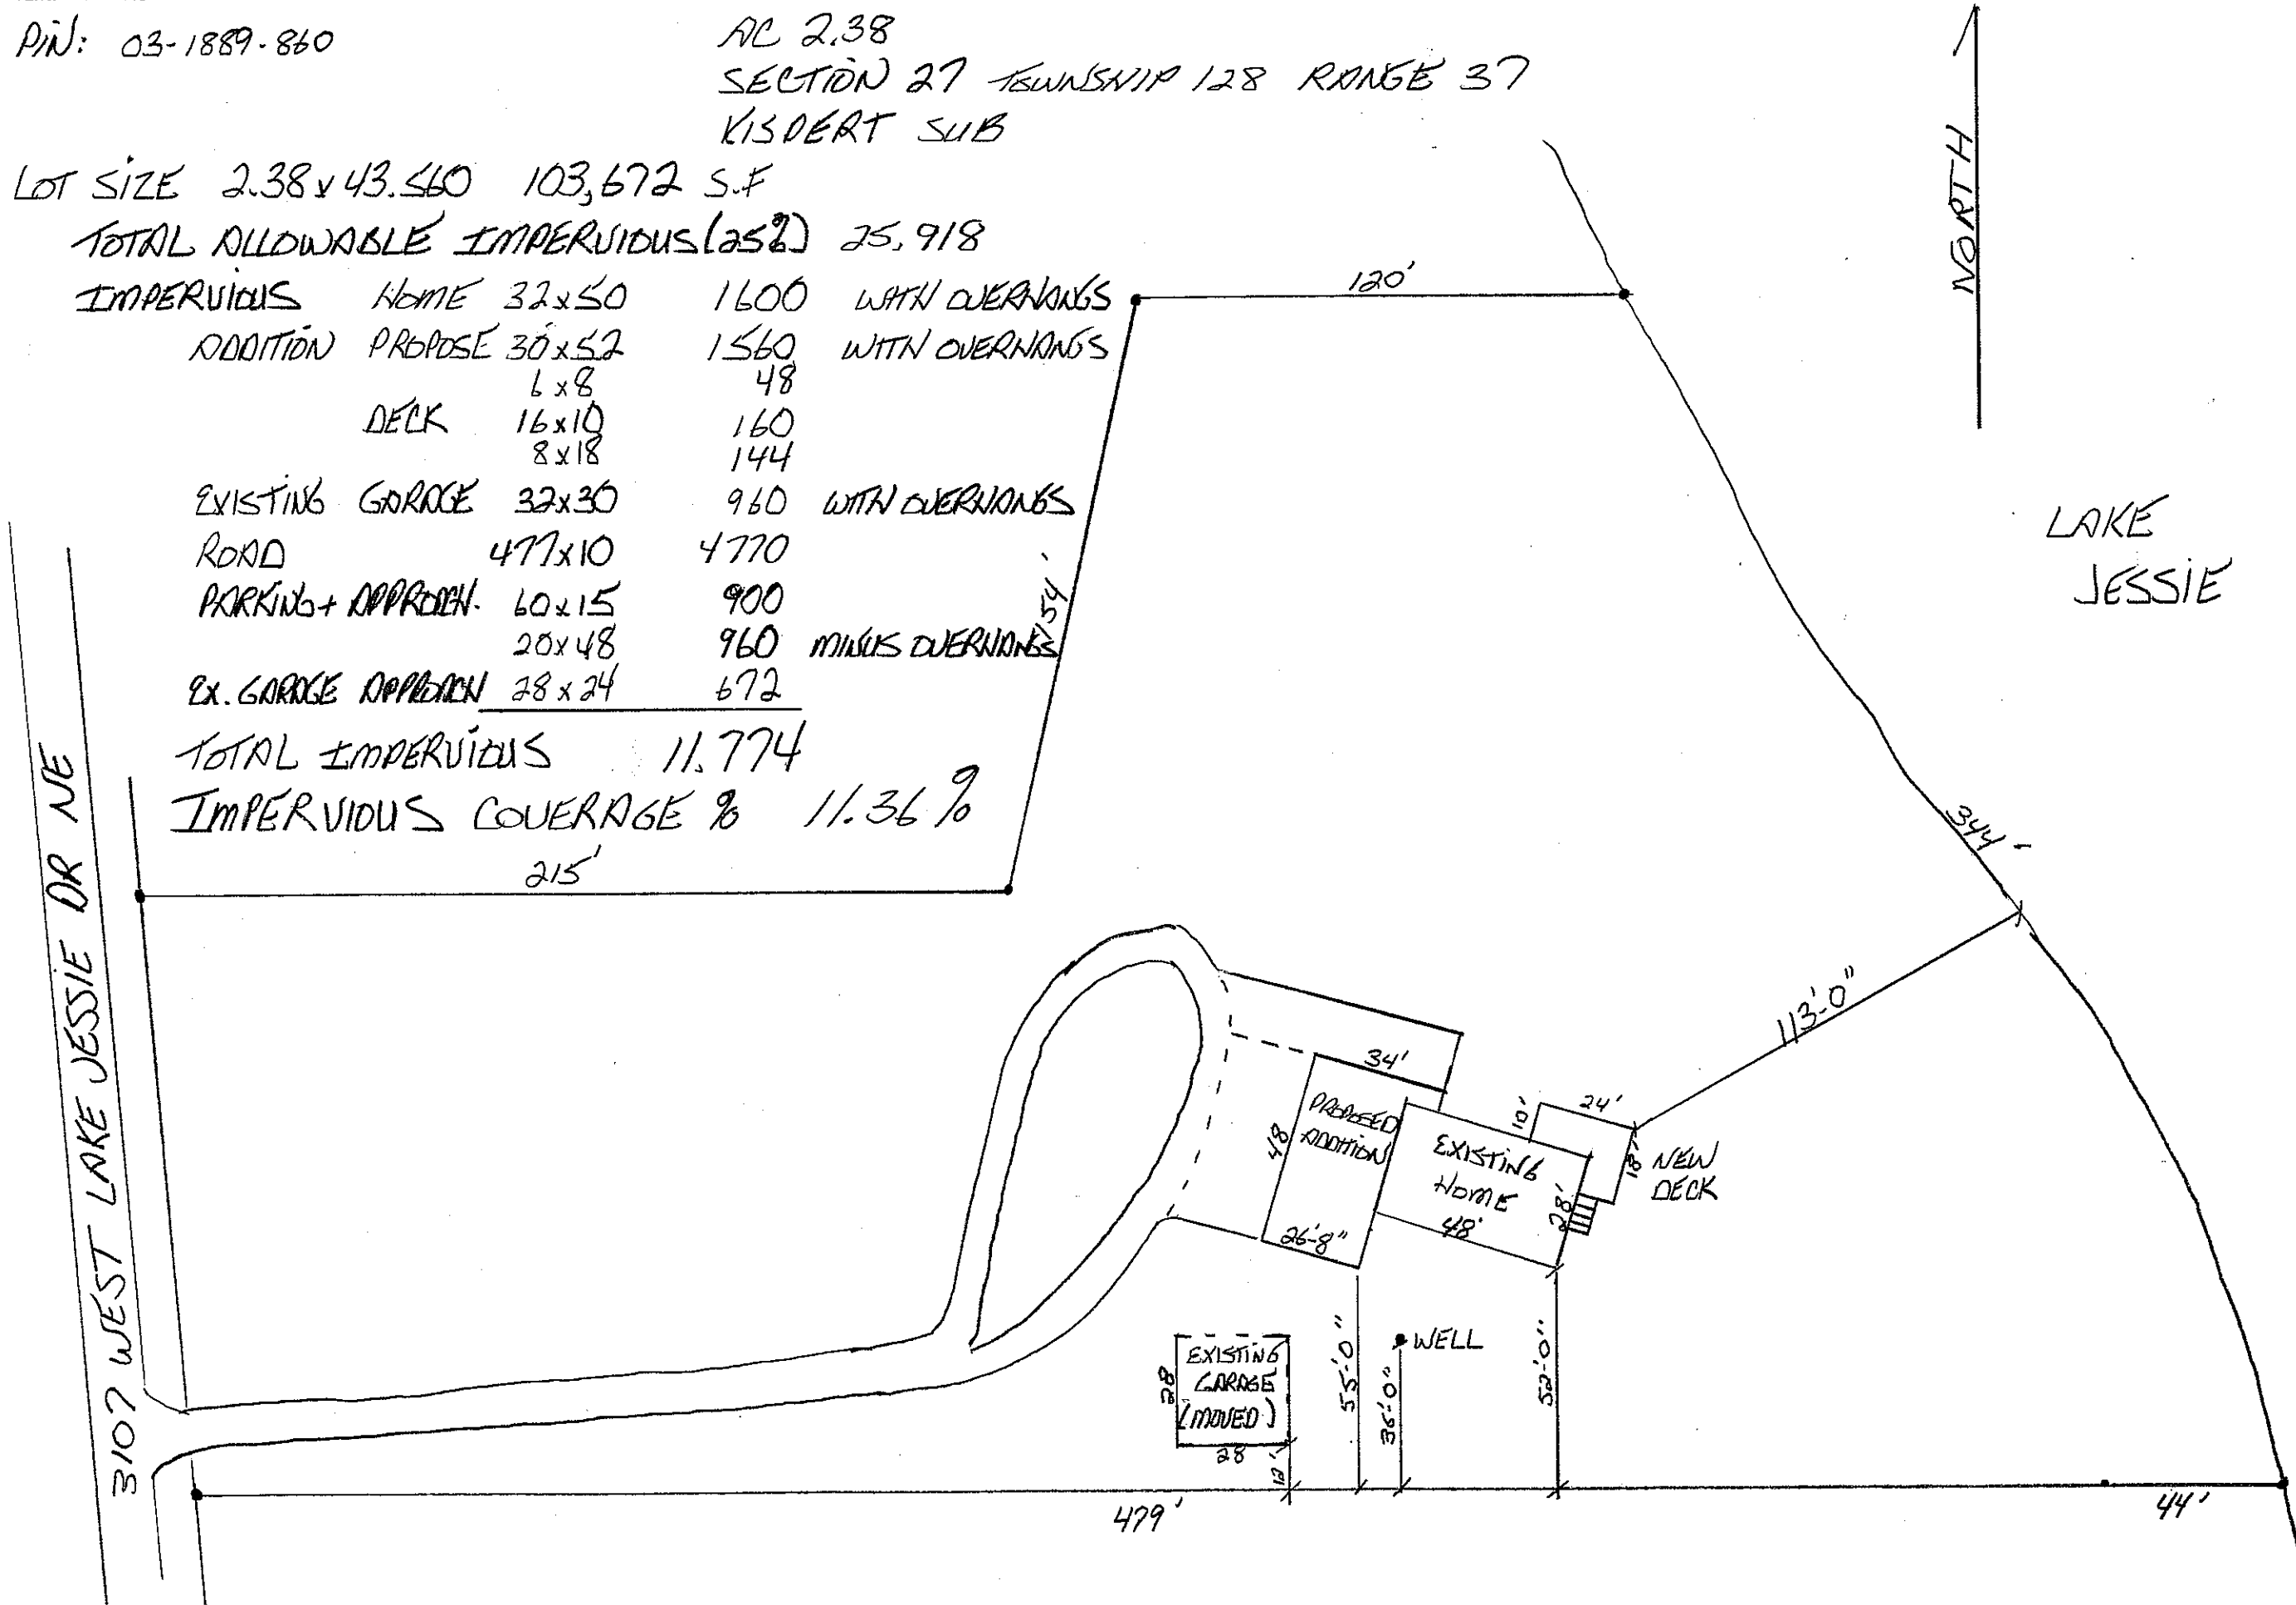 PIN: 03-1889-860
AC 2.38
SECTION 27 TOWNSHIP 128 RANGE 37
KISPERT SUB
LOT SIZE 2.38 x 43.560 103,672 S.F
TOTAL ALLOWABLE IMPERVIOUS (25%) 25,918
IMPERVIOUS HOME 32x50 1600 WITH OVERHANGS
ADDITION PROPOSE 30x52 1560 WITH OVERHANGS
6x8 48
DECK 16x10 160
8x18 144
EXISTING GARAGE 32x30 960 WITH OVERHANGS
ROAD 477x10 4770
PARKING + APPROACH. 60x15 900
20x48 960 MINUS OVERHANGS
EX. GARAGE APPROACH 28x24 672
TOTAL IMPERVIOUS 11.774
IMPERVIOUS COVERAGE % 11.36%
NORTH
LAKE
JESSIE
120'
154'
215'
344'
113'-0"
3107 WEST LAKE JESSIE DR NE
34'
PROPOSED
ADDITION
48
26'-8"
EXISTING
HOME
48'
28'
10'
24'
18'
NEW
DECK
EXISTING
GARAGE
(MOVED)
28
28
12'
55'-0"
WELL
36'-0"
52'-0"
479'
44'